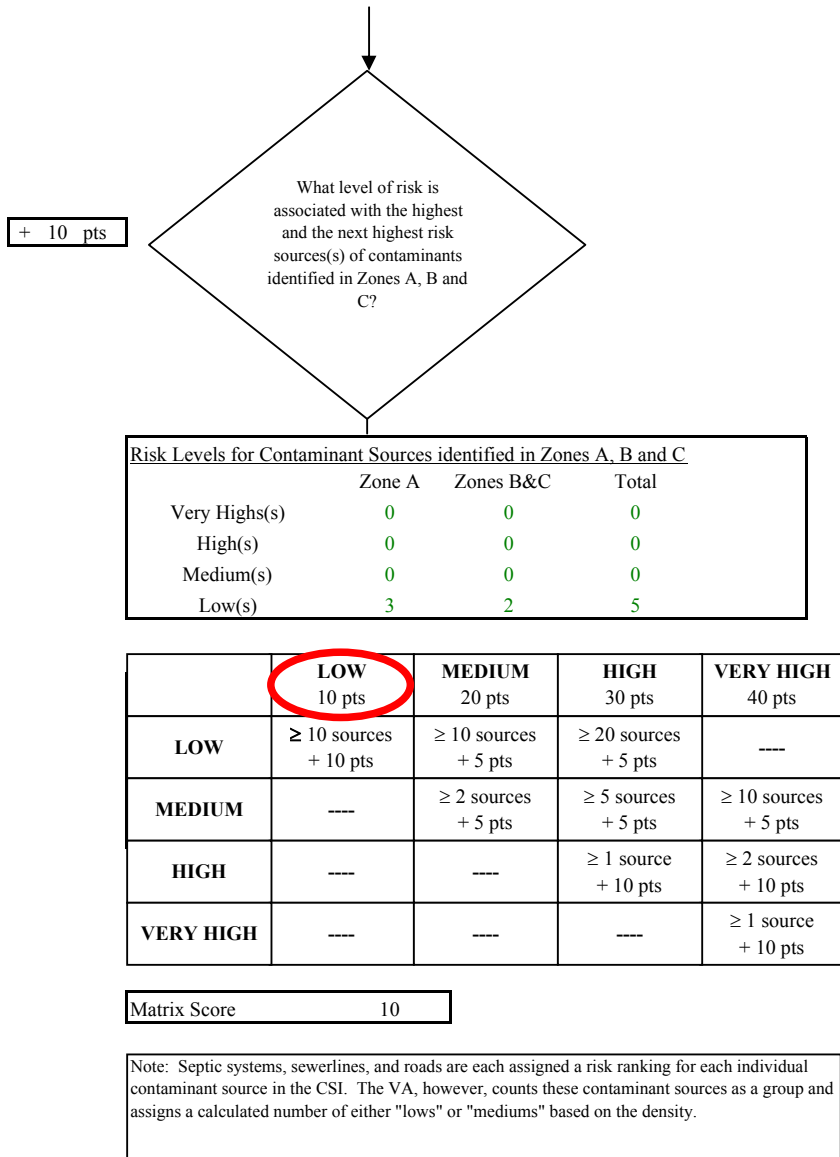 What level of risk is
associated with the highest
and the next highest risk
sources(s) of contaminants
identified in Zones A, B and
C?
+ 10 pts
Risk Levels for Contaminant Sources identified in Zones A, B and C
Zone A Zones B&C Total
Very Highs(s) 0 0 0
High(s) 0 0 0
Medium(s) 0 0 0
Low(s) 3 2 5
LOW MEDIUM HIGH VERY HIGH
10 pts 20 pts 30 pts 40 pts
LOW ≥ 10 sources + 10 pts ≥ 10 sources + 5 pts ≥ 20 sources + 5 pts ----
MEDIUM ---- ≥ 2 sources + 5 pts ≥ 5 sources + 5 pts ≥ 10 sources + 5 pts
HIGH ---- ---- ≥ 1 source + 10 pts ≥ 2 sources + 10 pts
VERY HIGH ---- ---- ---- ≥ 1 source + 10 pts
Matrix Score 10
Note: Septic systems, sewerlines, and roads are each assigned a risk ranking for each individual
contaminant source in the CSI. The VA, however, counts these contaminant sources as a group and
assigns a calculated number of either "lows" or "mediums" based on the density.